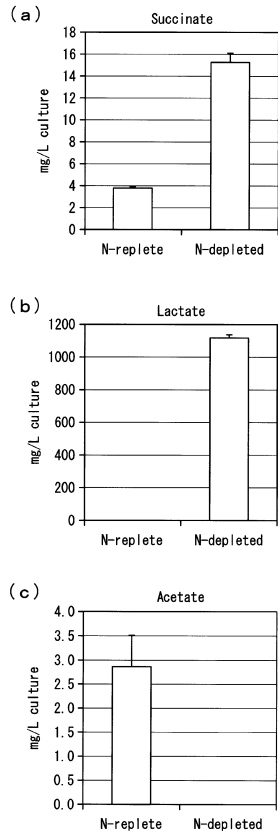 (a)
Succinate
mg/L culture
18
16
14
12
10
8
6
4
2
0
N-replete N-depleted
(b)
Lactate
mg/L culture
1200
1000
800
600
400
200
0
N-replete N-depleted
(c)
Acetate
mg/L culture
4.0
3.5
3.0
2.5
2.0
1.5
1.0
0.5
0.0
N-replete N-depleted